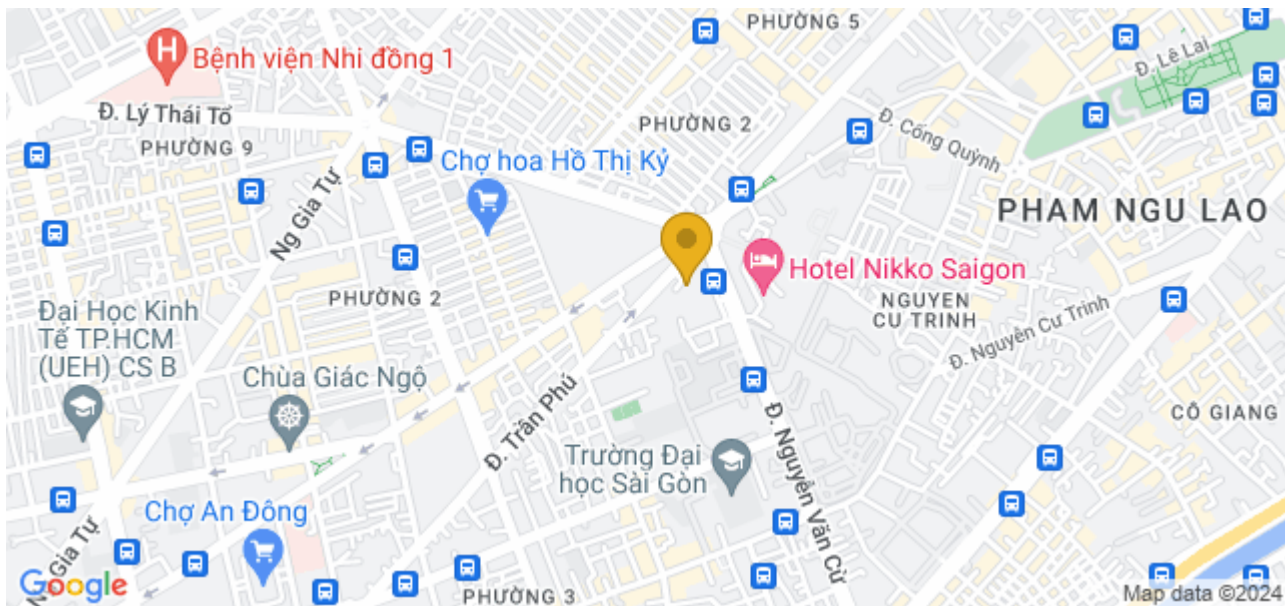 PHƯỜNG 5
Bệnh viện Nhi đồng 1
Đ. Lê Lai
Đ. Lý Thái Tổ
PHƯỜNG 2
Đ. Cống Quỳnh
PHƯỜNG 9
Chợ hoa Hồ Thị Kỷ
Ng Gia Tự
PHAM NGU LAO
Hotel Nikko Saigon
PHƯỜNG 2
NGUYEN
CU TRINH
Đ. Nguyễn Cư Trinh
Đại Học Kinh
Tế TP.HCM
(UEH) CS B
Chùa Giác Ngộ
CÔ GIANG
Đ. Trần Phú
Đ. Nguyễn Văn Cừ
Trường Đại
học Sài Gòn
Chợ An Đông
Ng Gia Tự
PHƯỜNG 3
Google
Map data ©2024